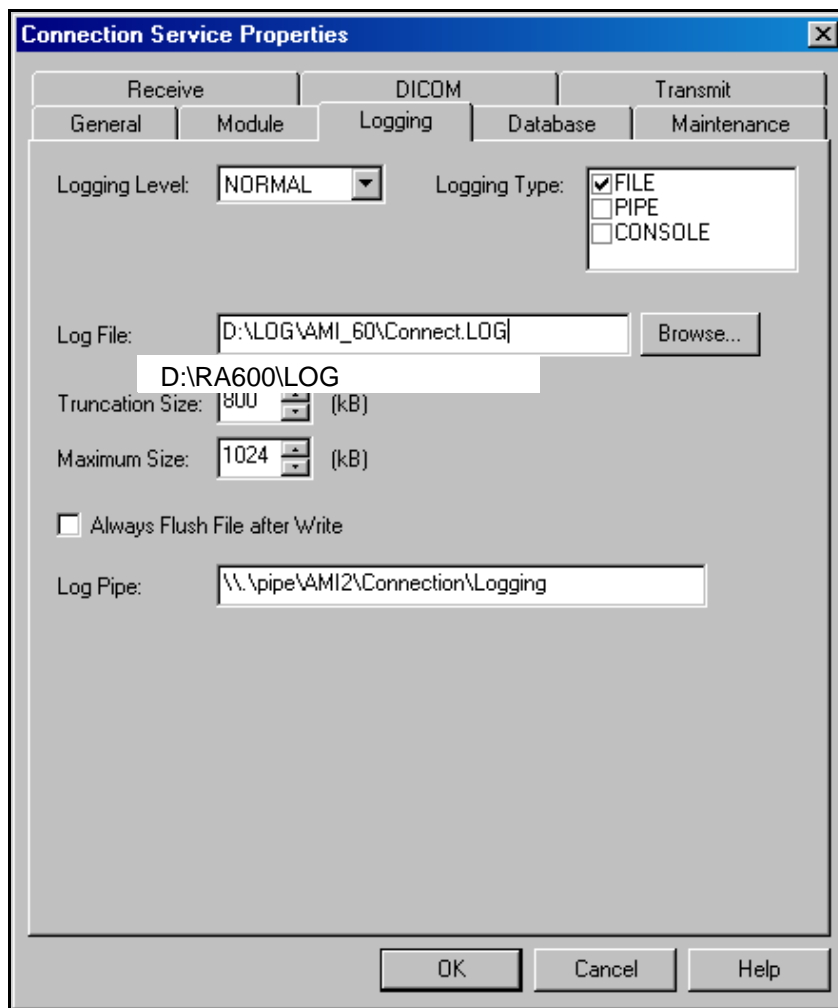 Connection Service Properties
Receive DICOM Transmit
General Module Logging Database Maintenance
Logging Level: NORMAL Logging Type: FILE
PIPE
CONSOLE
Log File: D:\LOG\AMI_60\Connect.LOG Browse...
D:\RA600\LOG
Truncation Size: 800 (kB)
Maximum Size: 1024 (kB)
Always Flush File after Write
Log Pipe: \\.\pipe\AMI2\Connection\Logging
OK Cancel Help